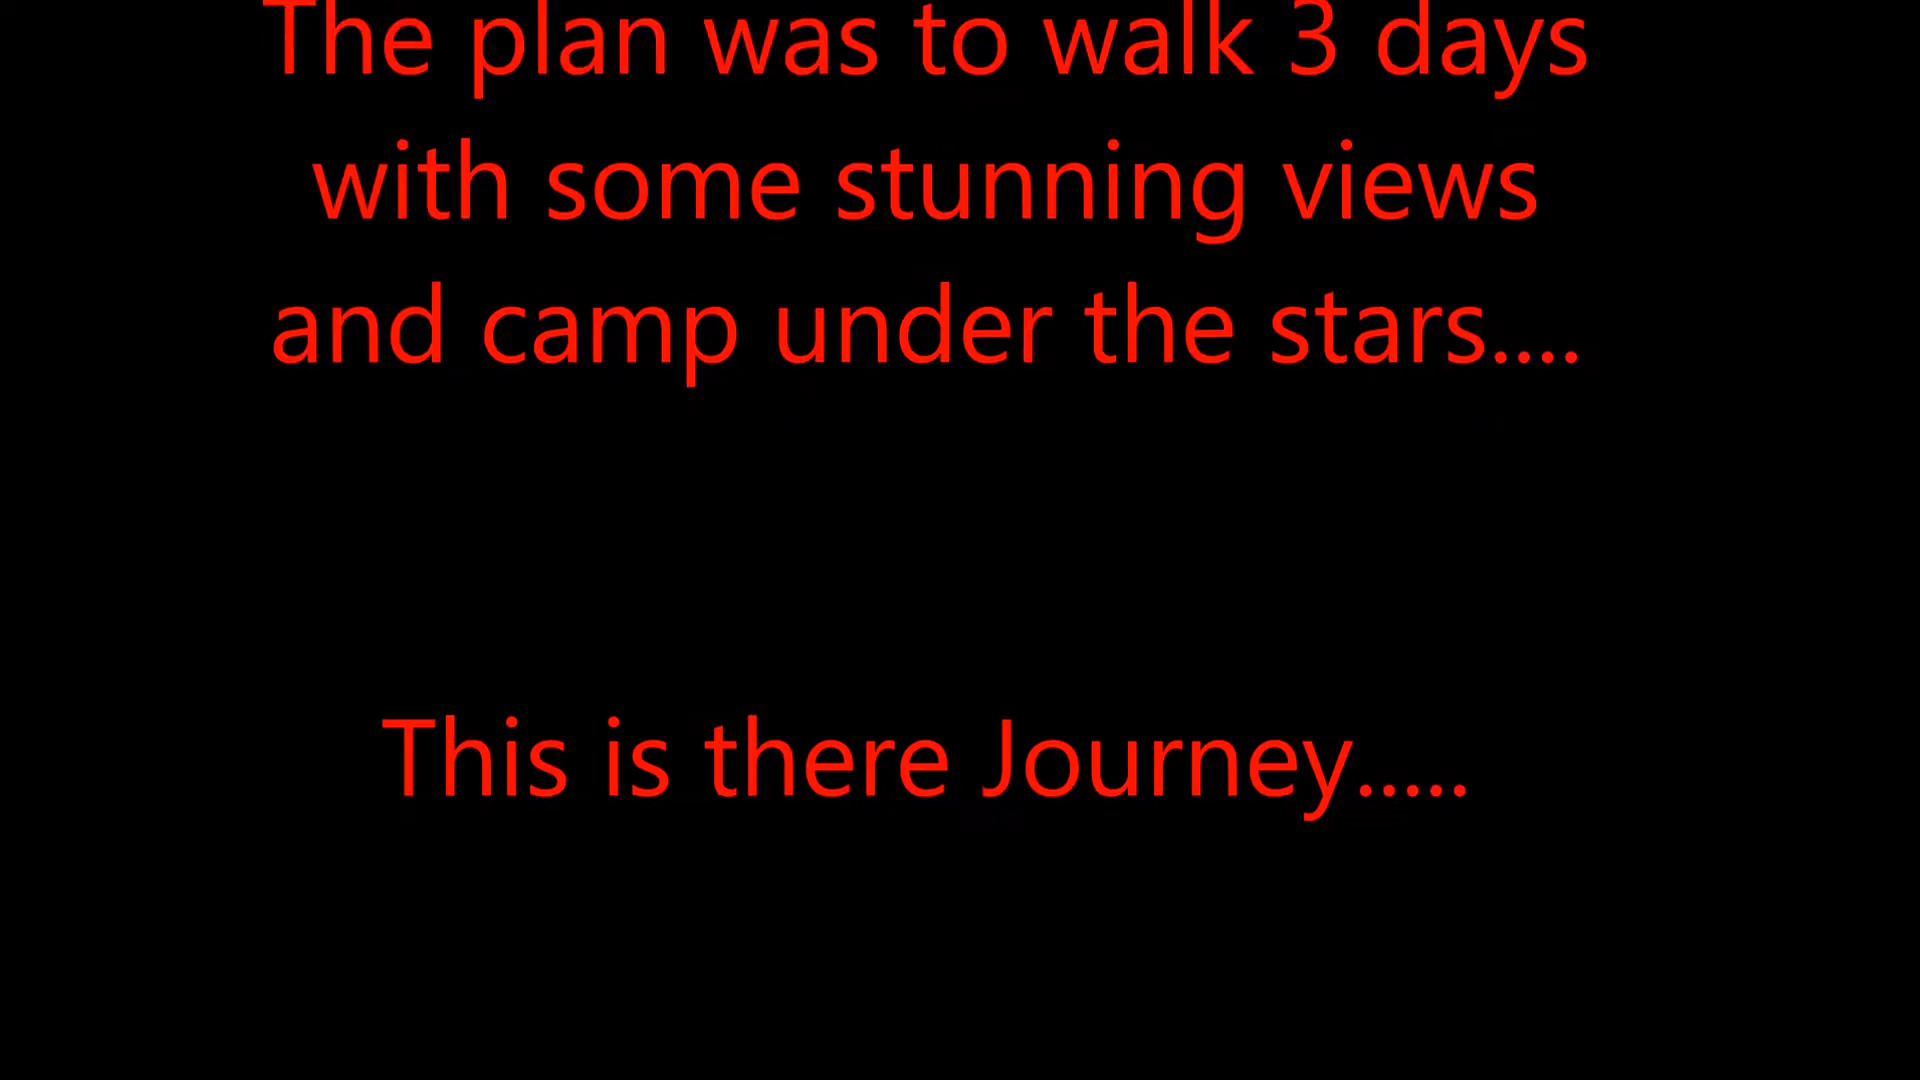 The plan was to walk 3 days
with some stunning views
and camp under the stars....
This is there Journey.....